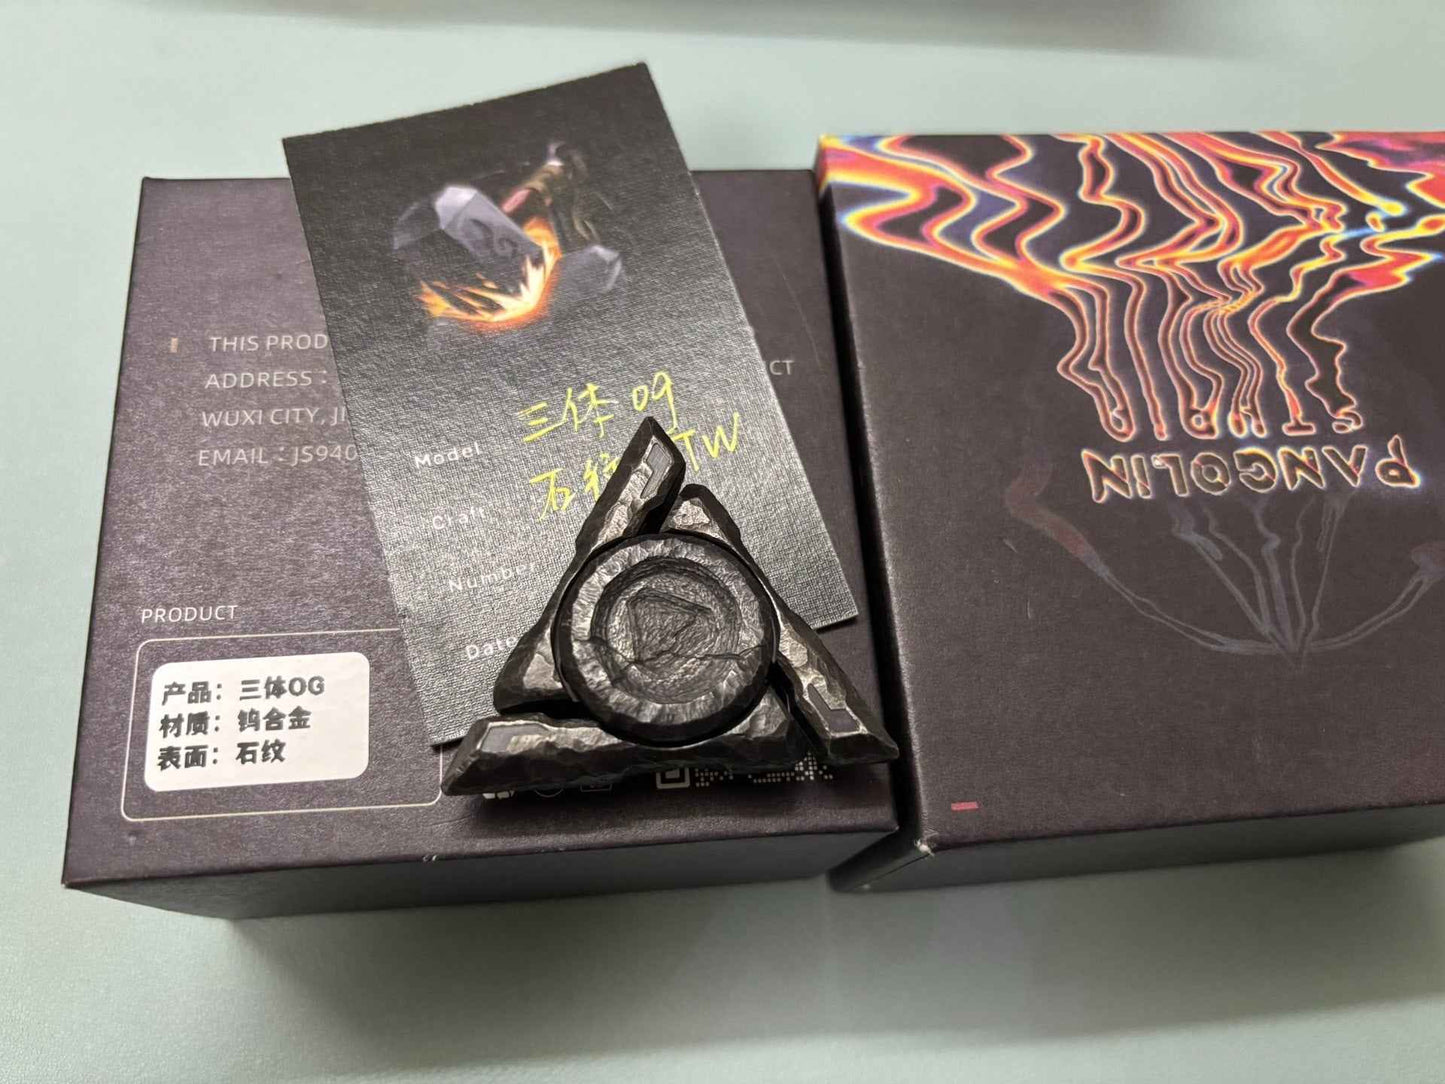 THIS PROD
ADDRESS：
WUXI CITY, JI
EMAIL：JS940
CT
PRODUCT
产品：三体OG
材质：钨合金
表面：石纹
Model 三体 og
Craft 石纹 TW
Number
Date
STIRIP
PANGOLIN